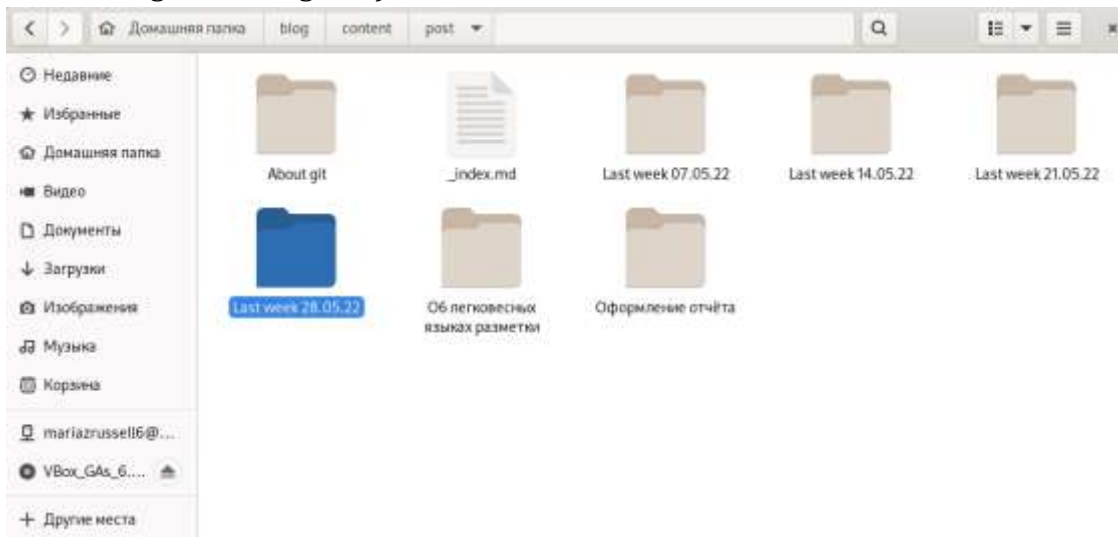 Домашняя папка blog content post
Недавние
Избранные
Домашняя папка
Видео
Документы
Загрузки
Изображения
Музыка
Корзина
mariazrussell6@...
VBox_GAs_6....
Другие места
About git
_index.md
Last week 07.05.22
Last week 14.05.22
Last week 21.05.22
Last week 28.05.22
Об легковесных
языках разметки
Оформление отчёта